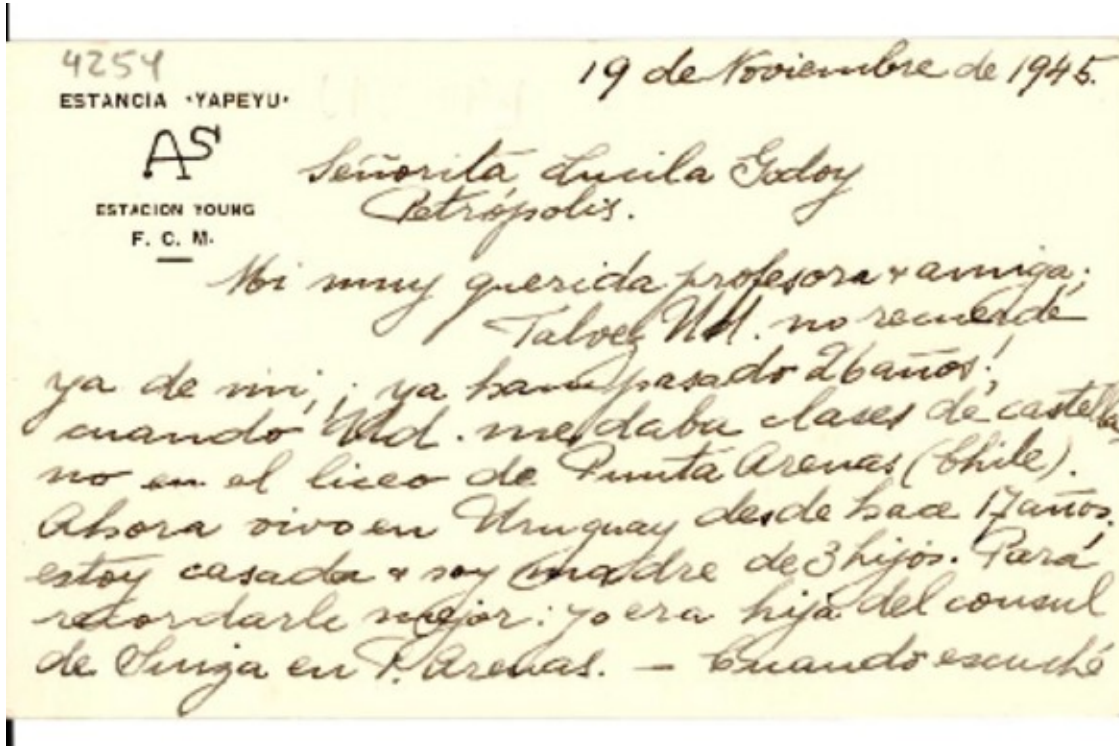 4254
19 de Noviembre de 1945.
ESTANCIA "YAPEYU"
AS
ESTACION YOUNG
F. C. M.
Señorita Lucila Godoy
Petrópolis.
Mi muy querida profesora & amiga;
Talvez Ud. no recuerde
ya de mi, ¡ya han pasado 26 años!
cuando Ud. me daba clases de castella
no en el liceo de Punta Arenas (Chile).
Ahora vivo en Uruguay desde hace 17 años,
estoy casada & soy madre de 3 hijos. Para
recordarle mejor: yo era hija del consul
de Suiza en P. Arenas. — Cuando escuché